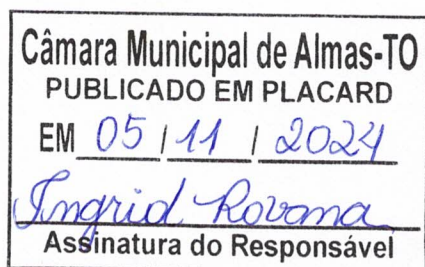 Câmara Municipal de Almas-TO
PUBLICADO EM PLACARD
EM 05 / 11 / 2024
Ingrid Rovana
Assinatura do Responsável